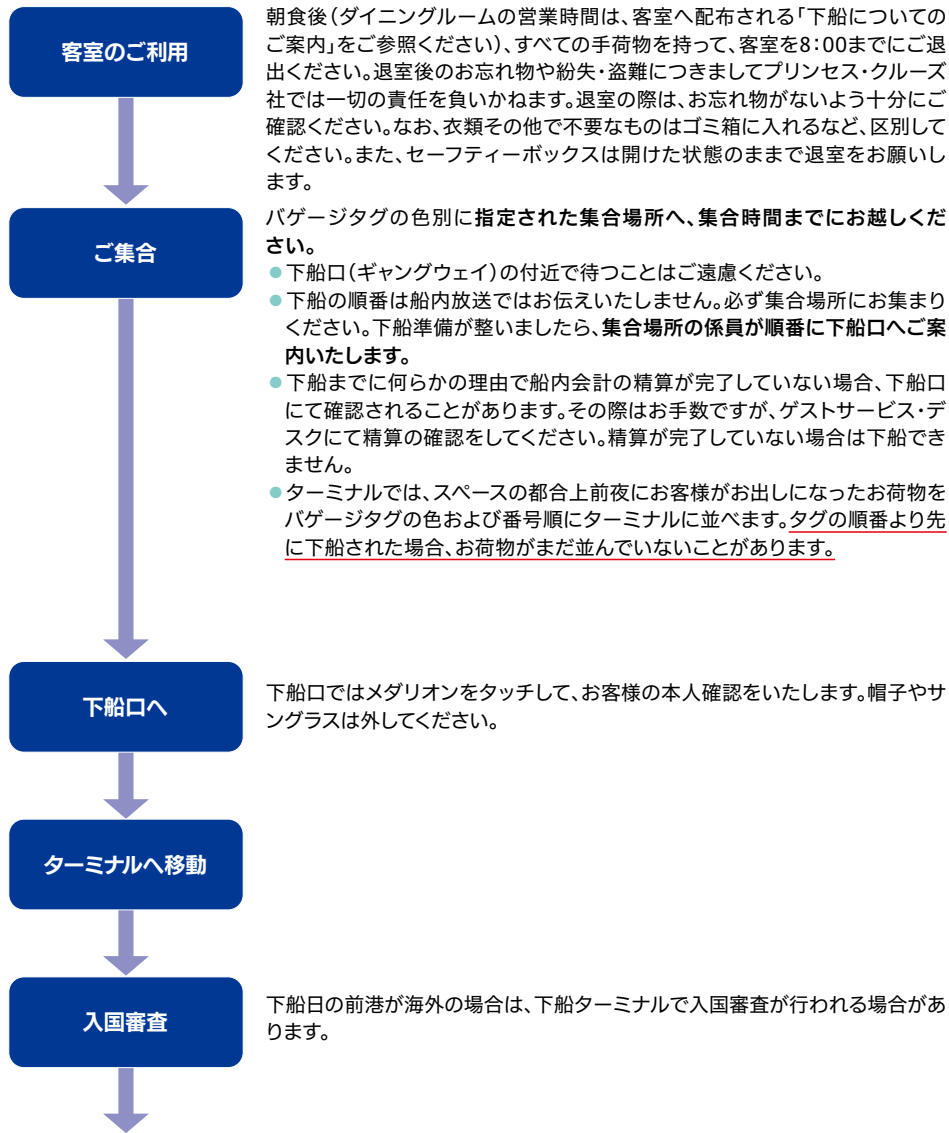 客室のご利用
朝食後（ダイニングルームの営業時間は、客室へ配布される「下船についての
ご案内」をご参照ください）、すべての手荷物を持って、客室を8：00までにご退
出ください。退室後のお忘れ物や紛失・盗難につきましてプリンセス・クルーズ
社では一切の責任を負いかねます。退室の際は、お忘れ物がないよう十分にご
確認ください。なお、衣類その他で不要なものはゴミ箱に入れるなど、区別して
ください。また、セーフティーボックスは開けた状態のままで退室をお願いし
ます。
ご集合
バゲージタグの色別に指定された集合場所へ、集合時間までにお越しくだ
さい。
●下船口（ギャングウェイ）の付近で待つことはご遠慮ください。
●下船の順番は船内放送ではお伝えいたしません。必ず集合場所にお集まり
ください。下船準備が整いましたら、集合場所の係員が順番に下船口へご案
内いたします。
●下船までに何らかの理由で船内会計の精算が完了していない場合、下船口
にて確認されることがあります。その際はお手数ですが、ゲストサービス・デ
スクにて精算の確認をしてください。精算が完了していない場合は下船でき
ません。
●ターミナルでは、スペースの都合上前夜にお客様がお出しになったお荷物を
バゲージタグの色および番号順にターミナルに並べます。タグの順番より先
に下船された場合、お荷物がまだ並んでいないことがあります。
下船口へ
下船口ではメダリオンをタッチして、お客様の本人確認をいたします。帽子やサ
ングラスは外してください。
ターミナルへ移動
入国審査
下船日の前港が海外の場合は、下船ターミナルで入国審査が行われる場合があ
ります。